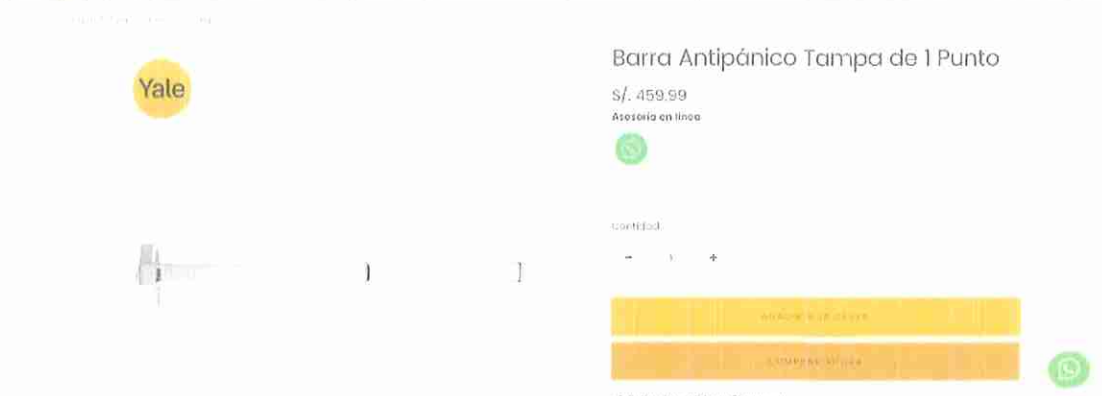 Yale
Barra Antipánico Tampa de 1 Punto
S/. 459.99
Asesoría en línea
Cantidad
- 1 +